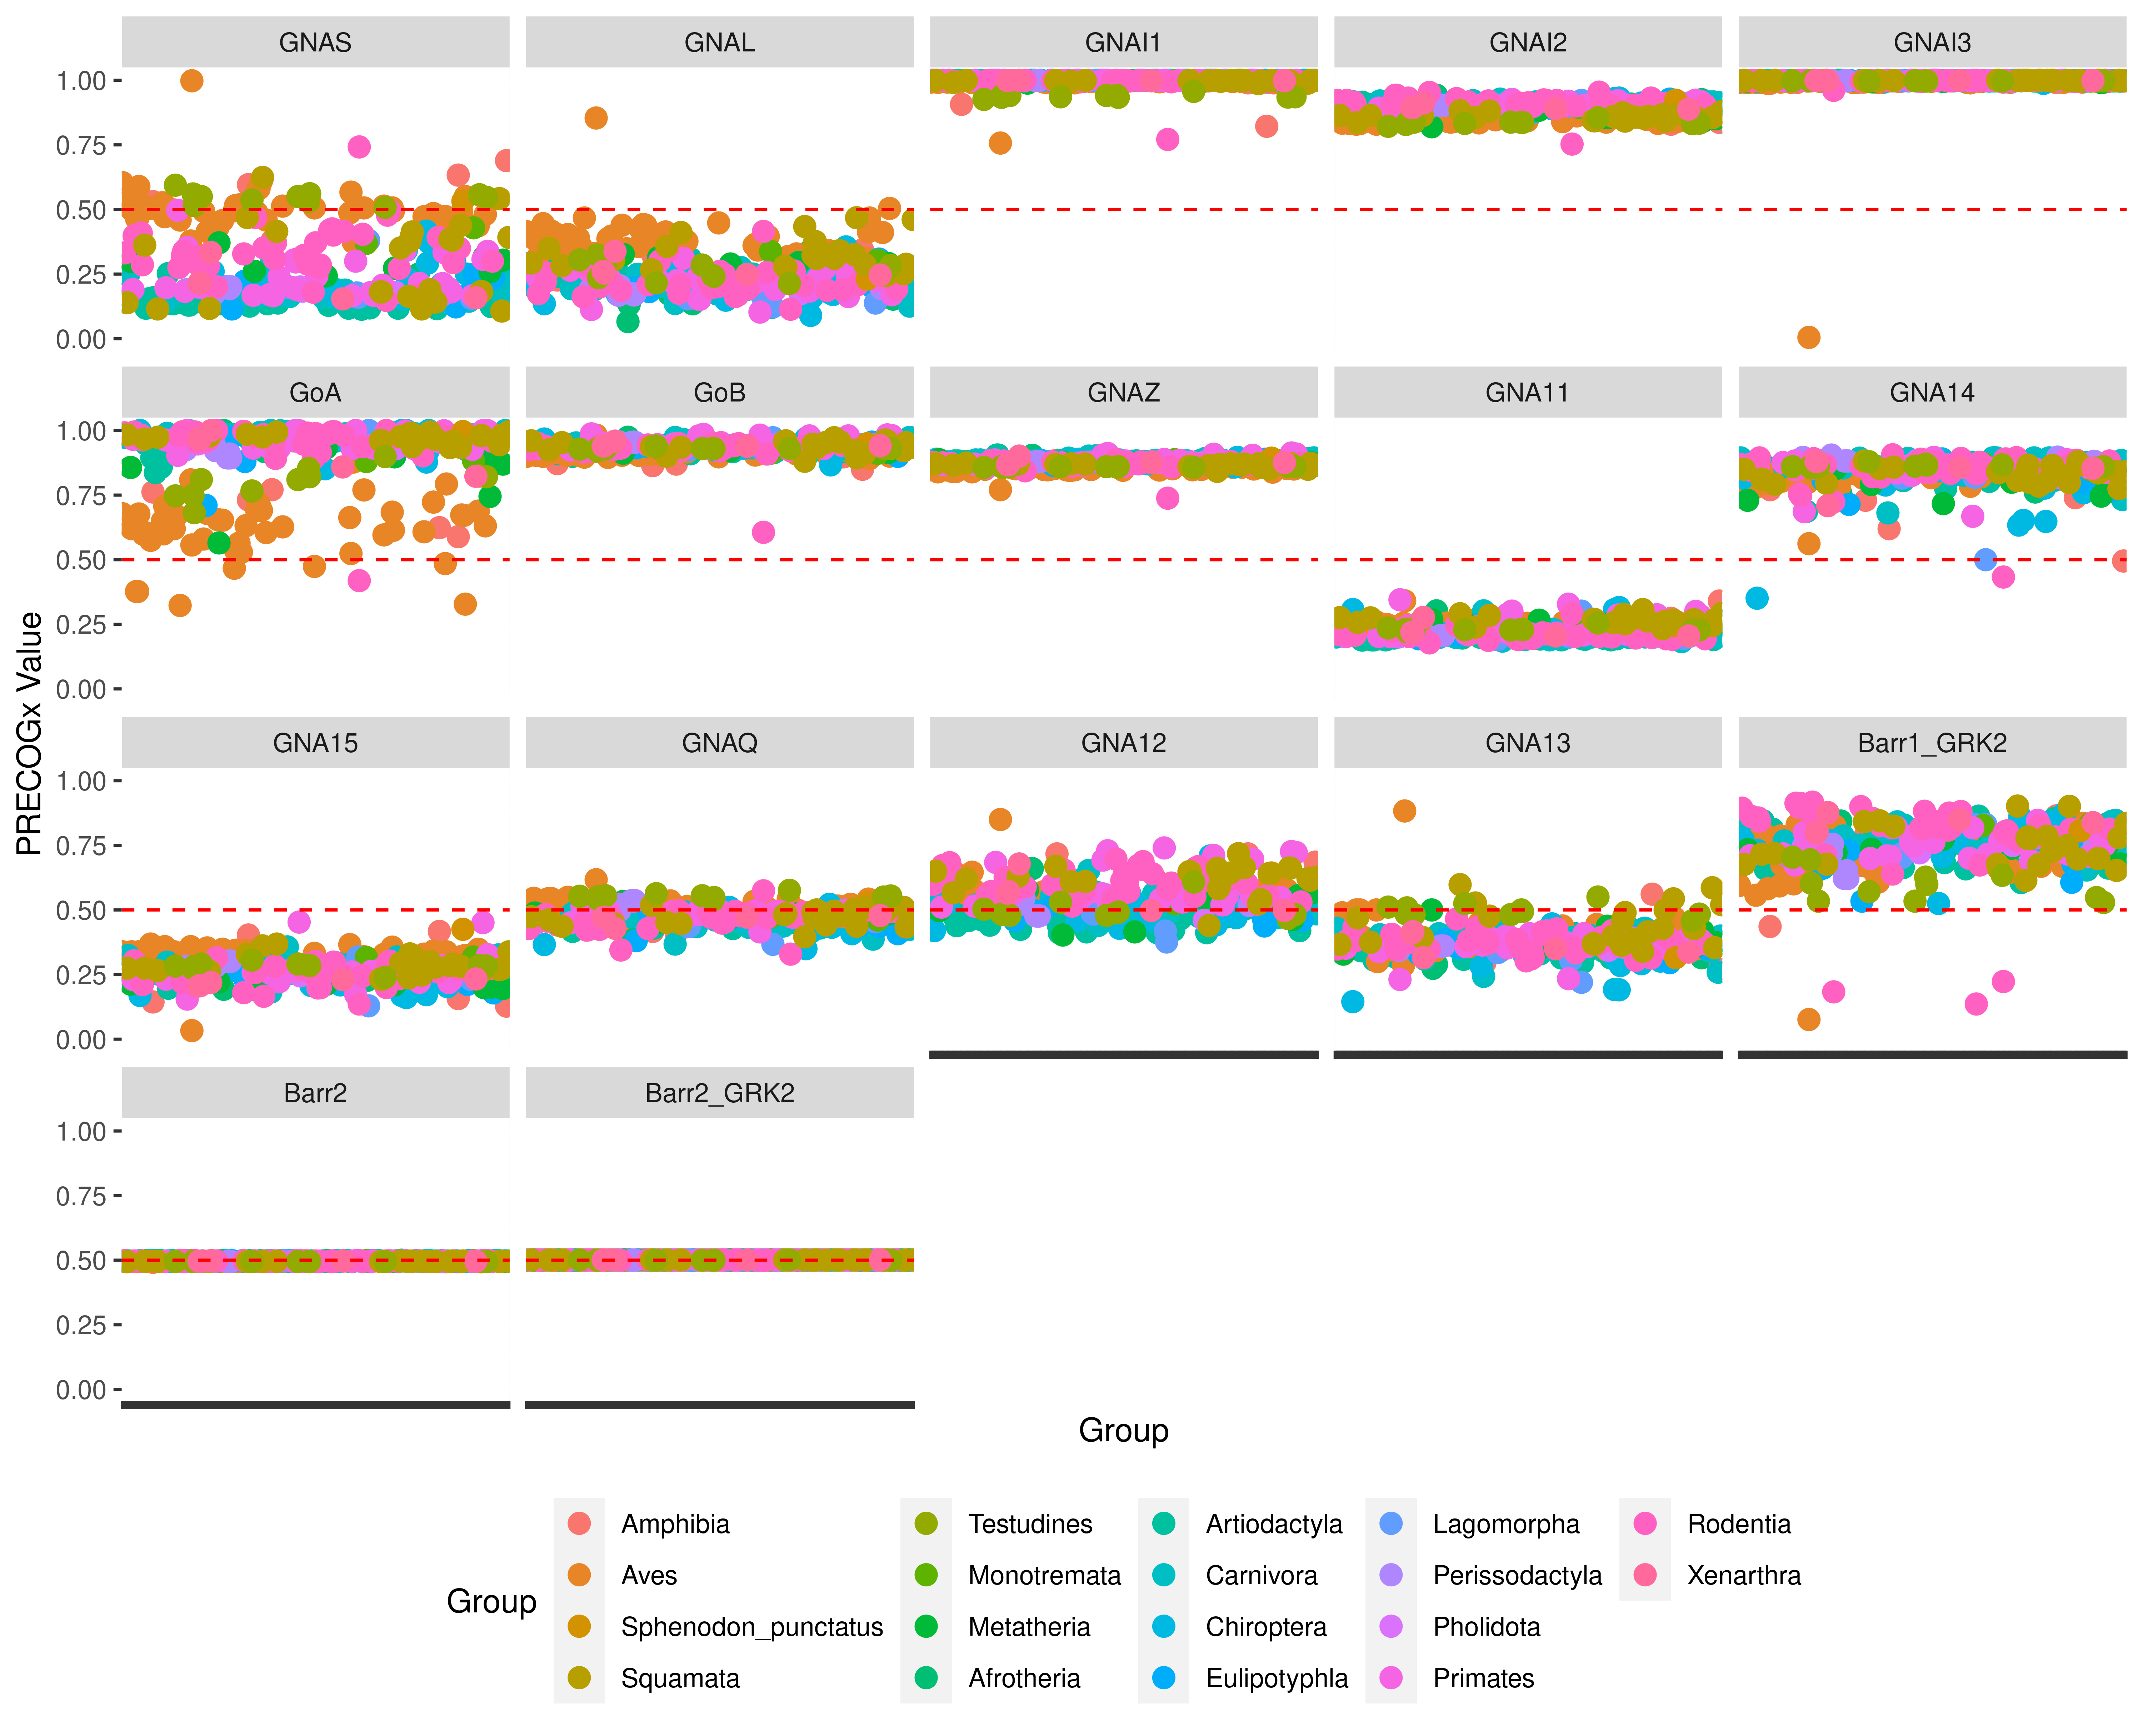 GNAS GNAL GNAI1 GNAI2 GNAI3
1.00
0.75
0.50
0.25
0.00
GoA GoB GNAZ GNA11 GNA14
1.00
0.75
0.50
0.25
0.00
PRECOGx Value
GNA15 GNAQ GNA12 GNA13 Barr1_GRK2
1.00
0.75
0.50
0.25
0.00
Barr2 Barr2_GRK2
1.00
0.75
0.50
0.25
0.00
Group
Group
Amphibia Testudines Artiodactyla Lagomorpha Rodentia
Aves Monotremata Carnivora Perissodactyla Xenarthra
Sphenodon_punctatus Metatheria Chiroptera Pholidota
Squamata Afrotheria Eulipotyphla Primates